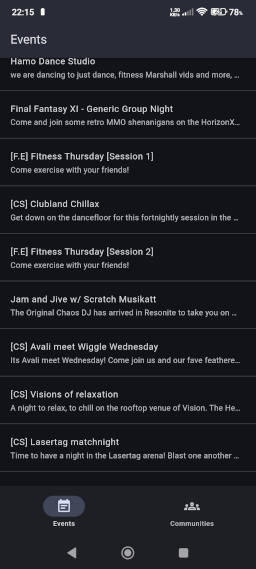 22:15
1,30
KB/s
78%
Events
Hamo Dance Studio
we are dancing to just dance, fitness Marshall vids and more, ...
Final Fantasy Xi - Generic Group Night
Come and join some retro MMO shenanigans on the HorizonX...
[F.E] Fitness Thursday [Session 1]
Come exercise with your friends!
[CS] Clubland Chillax
Get down on the dancefloor for this fortnightly session in the ...
[F.E] Fitness Thursday [Session 2]
Come exercise with your friends!
Jam and Jive w/ Scratch Musikatt
The Original Chaos DJ has arrived in Resonite to take you on ...
[CS] Avali meet Wiggle Wednesday
Its Avali meet Wednesday! Come join us and our fave feathere...
[CS] Visions of relaxation
A night to relax, to chill on the rooftop venue of Vision. The He...
[CS] Lasertag matchnight
Time to have a night in the Lasertag arena! Blast one another ...
Events
Communities